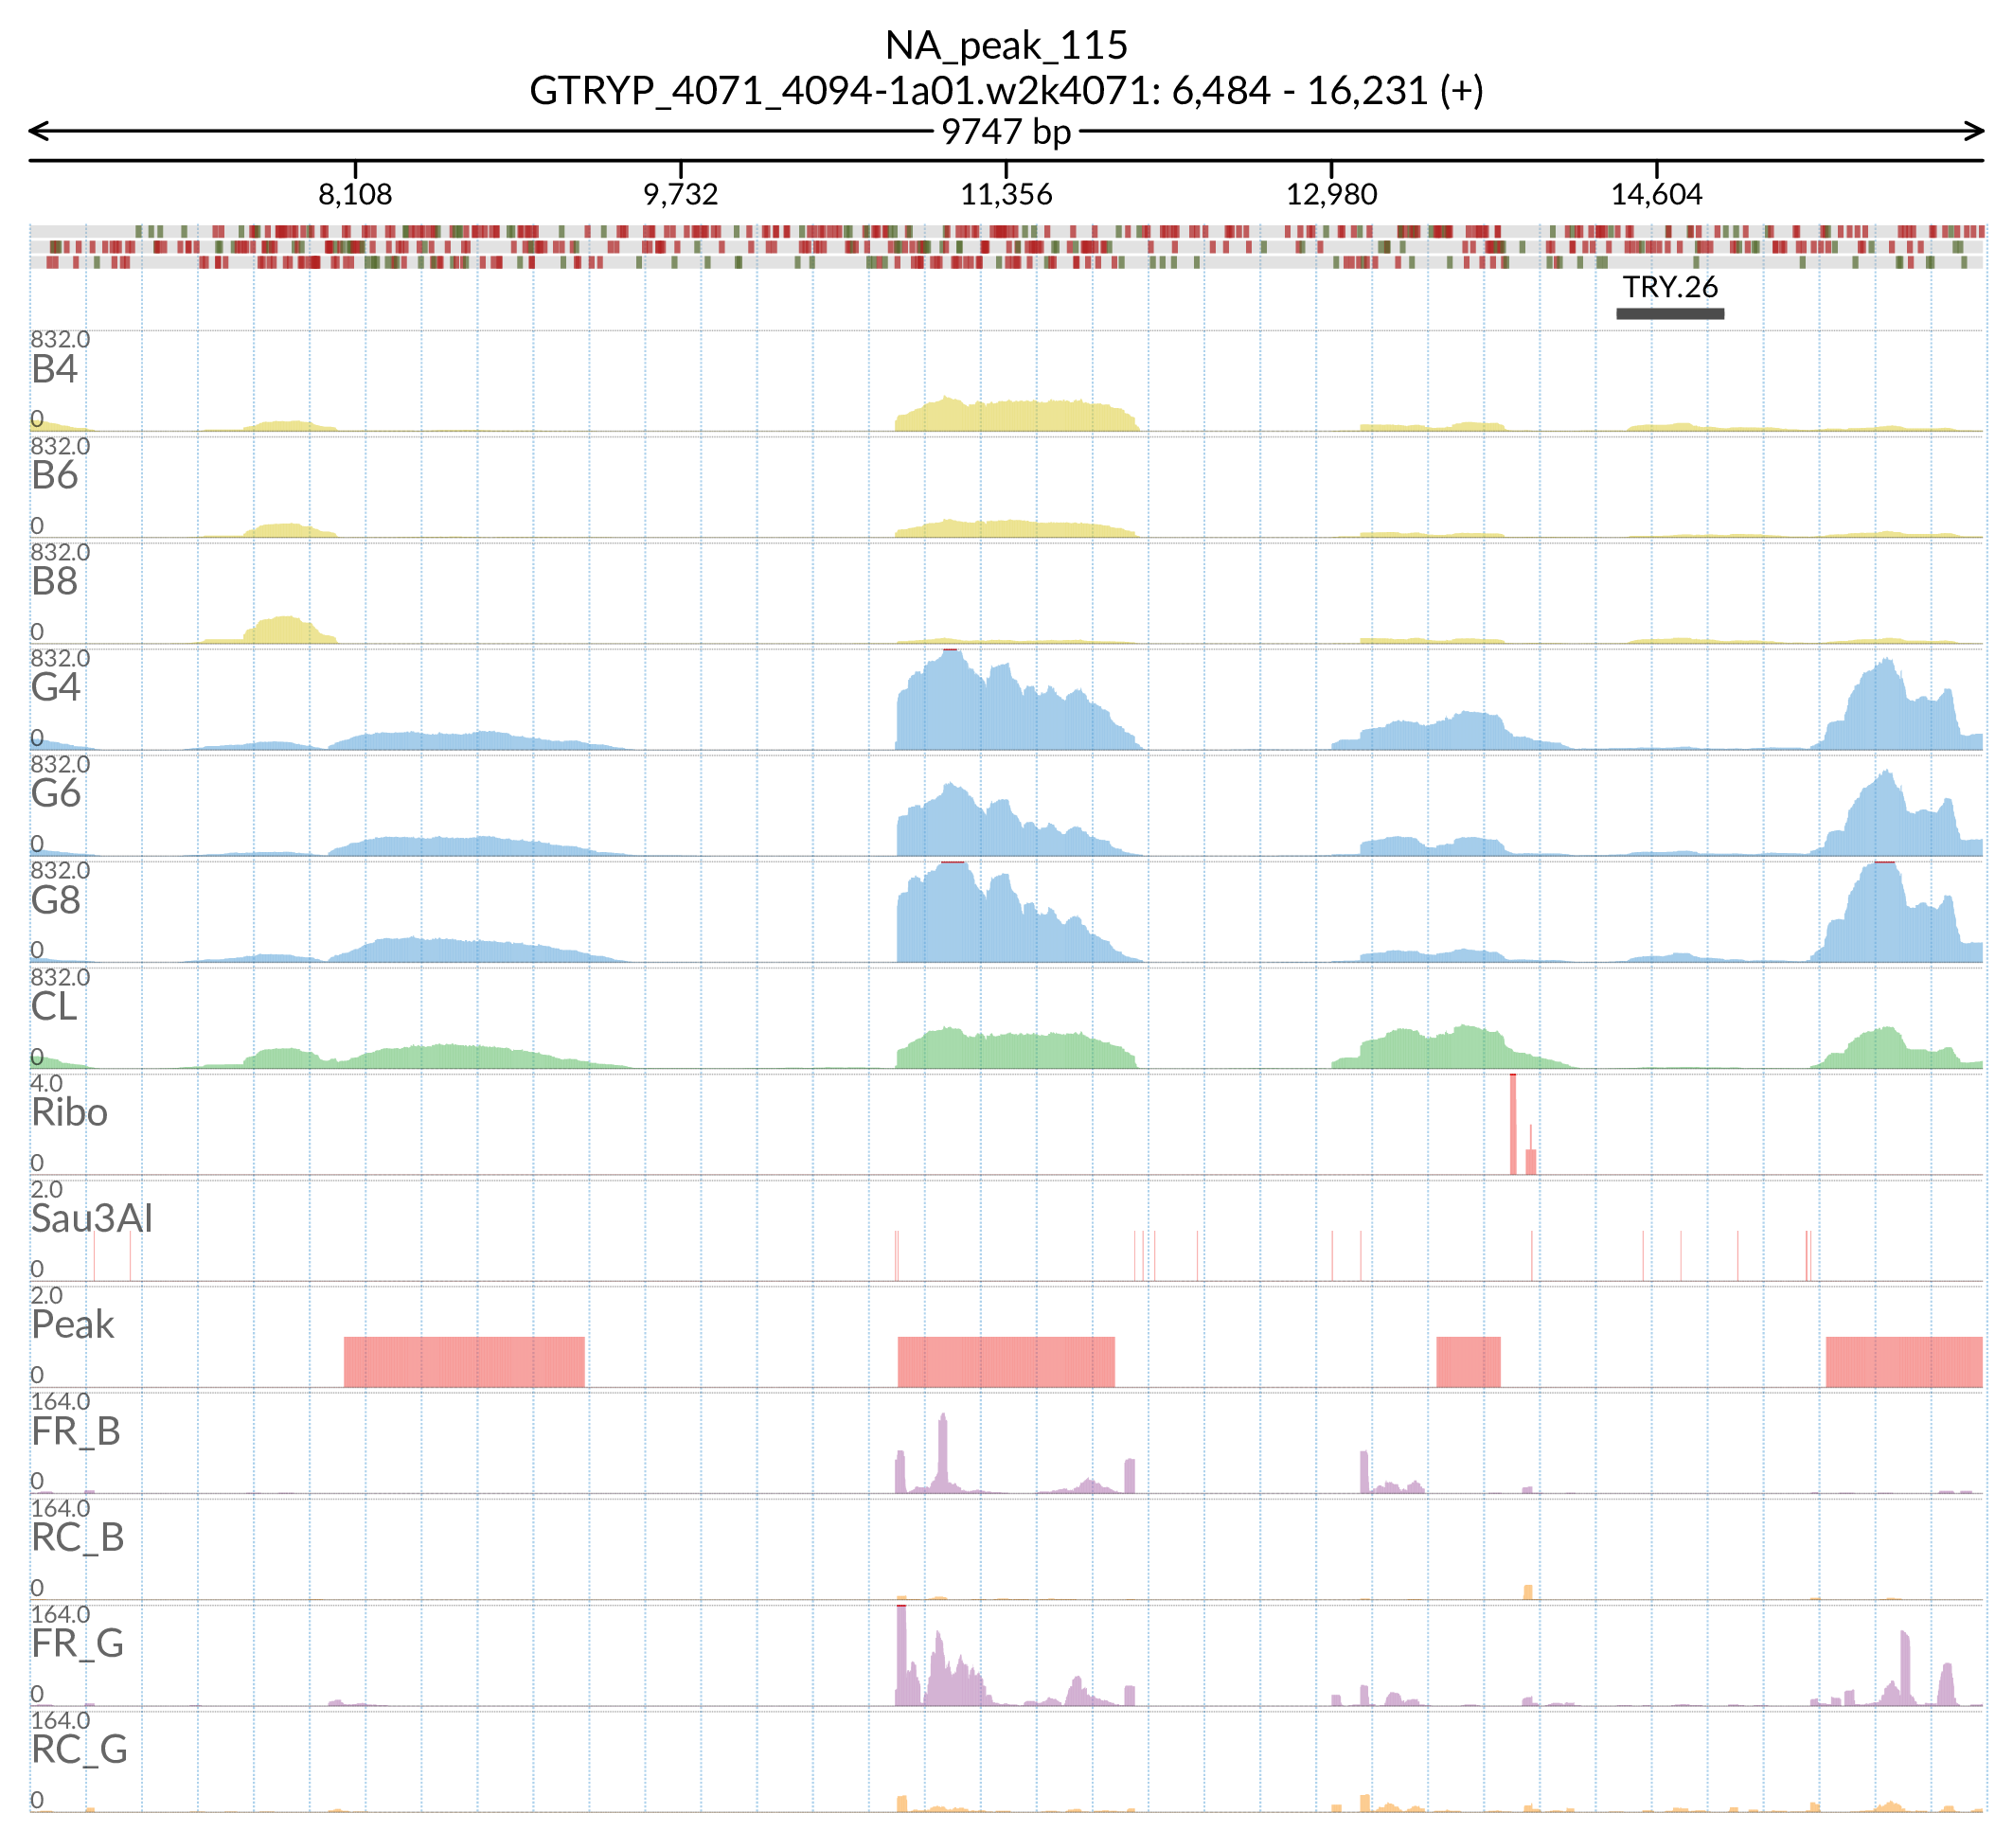 NA_peak_115
GTRYP_4071_4094-1a01.w2k4071: 6,484 - 16,231 (+)
9747 bp
8,108 9,732 11,356 12,980 14,604
TRY.26
832.0
B4
0
832.0
B6
0
832.0
B8
0
832.0
G4
0
832.0
G6
0
832.0
G8
0
832.0
CL
0
4.0
Ribo
0
2.0
Sau3AI
0
2.0
Peak
0
164.0
FR_B
0
164.0
RC_B
0
164.0
FR_G
0
164.0
RC_G
0